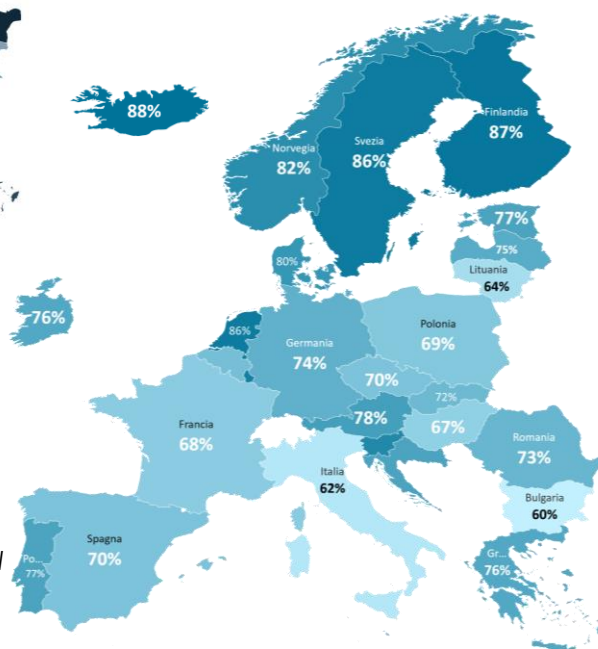 88%
Finlandia
87%
Svezia
86%
Norvegia
82%
77%
75%
Lituania
64%
80%
76%
86%
Germania
74%
Polonia
69%
70%
72%
78%
67%
Francia
68%
Romania
73%
Italia
62%
Bulgaria
60%
Spagna
70%
Po...
77%
Gr...
76%